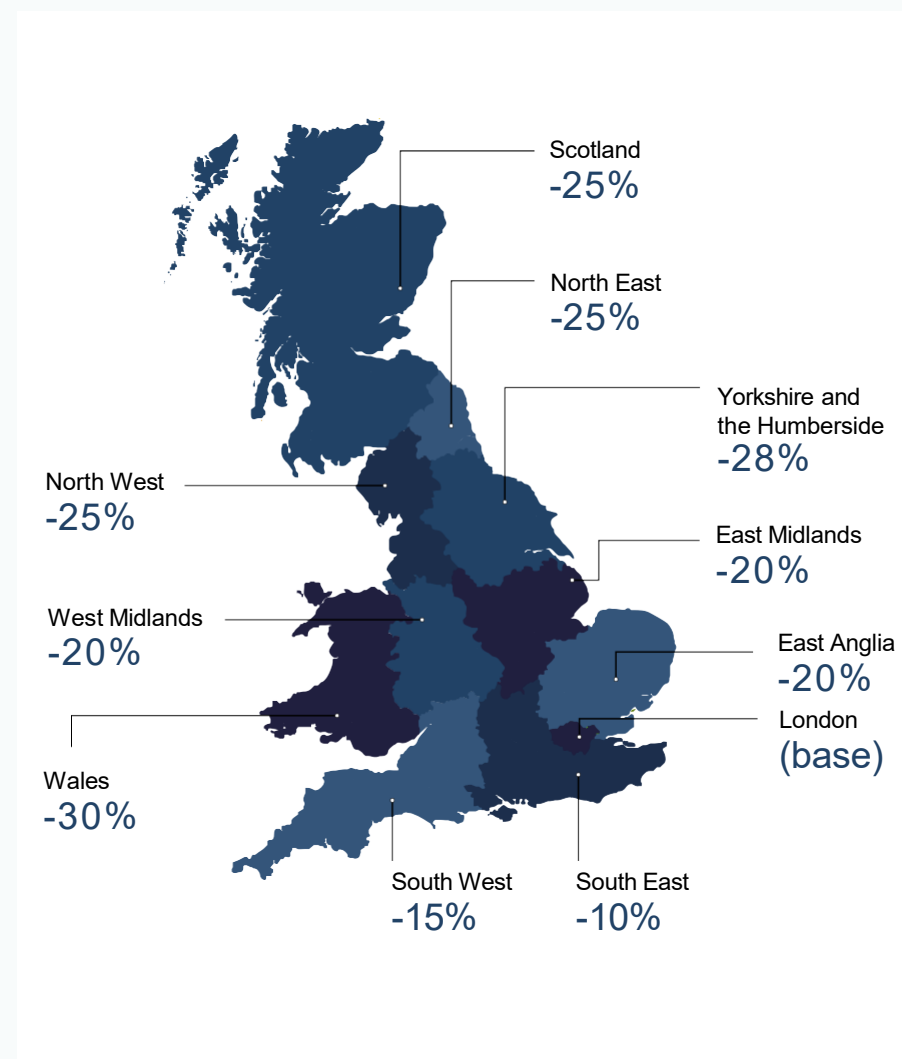 Scotland
-25%
North East
-25%
Yorkshire and
the Humberside
-28%
North West
-25%
East Midlands
-20%
West Midlands
-20%
East Anglia
-20%
London
(base)
Wales
-30%
South West
-15%
South East
-10%